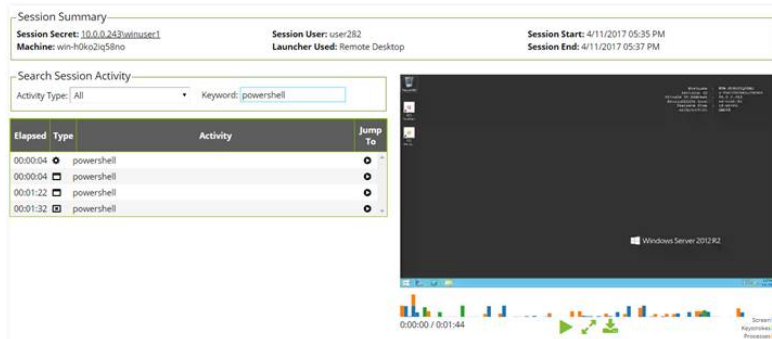 Session Summary
Session Secret: 10.0.0.243\winuser1
Session User: user282
Session Start: 4/11/2017 05:35 PM
Machine: win-h0ko2iq58no
Launcher Used: Remote Desktop
Session End: 4/11/2017 05:37 PM
Search Session Activity
Activity Type: All
Keyword: powershell
Elapsed Type Activity Jump To
00:00:04 powershell
00:00:04 powershell
00:01:22 powershell
00:01:32 powershell
Windows Server 2012 R2
0:00:00 / 0:01:44
Screen
Keystrokes
Processes